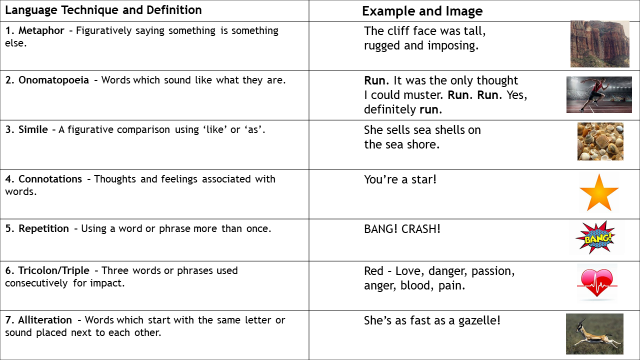 Language Technique and Definition
Example and Image
1. Metaphor – Figuratively saying something is something
else.
The cliff face was tall,
rugged and imposing.
2. Onomatopoeia – Words which sound like what they are.
Run. It was the only thought
I could muster. Run. Run. Yes,
definitely run.
3. Simile – A figurative comparison using 'like' or 'as'.
She sells sea shells on
the sea shore.
4. Connotations – Thoughts and feelings associated with
words.
You're a star!
5. Repetition – Using a word or phrase more than once.
BANG! CRASH!
BANG!
6. Tricolon/Triple – Three words or phrases used
consecutively for impact.
Red – Love, danger, passion,
anger, blood, pain.
7. Alliteration – Words which start with the same letter or
sound placed next to each other.
She's as fast as a gazelle!